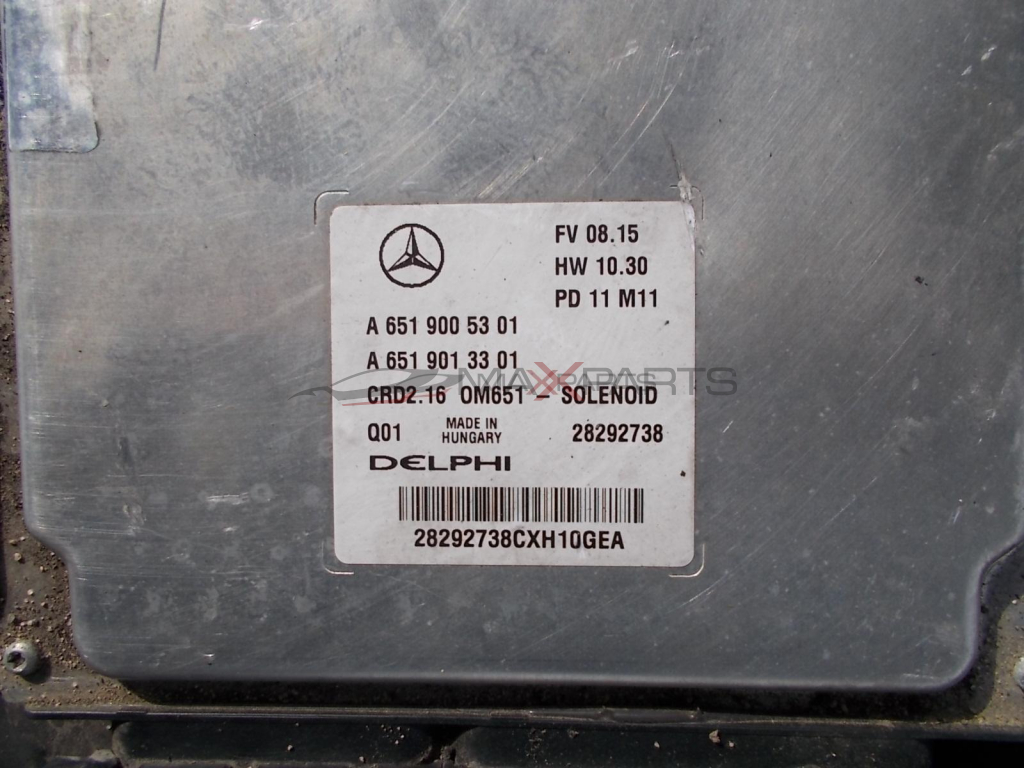 FV 08.15
HW 10.30
PD 11 M11
A 651 900 53 01
A 651 901 33 01
MAXXPARTS
CRD2.16 OM651 – SOLENOID
Q01 MADE IN HUNGARY 28292738
DELPHI
28292738CXH10GEA